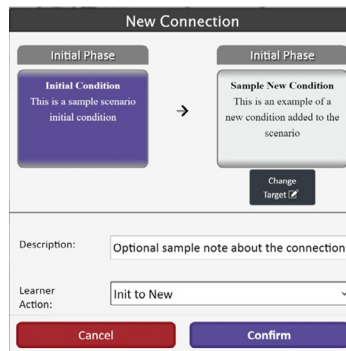 New Connection
Initial Phase
Initial Condition
This is a sample scenario
initial condition
Initial Phase
Sample New Condition
This is an example of a
new condition added to the
scenario
Change
Target
Description:
Optional sample note about the connection
Learner
Action:
Init to New
Cancel
Confirm